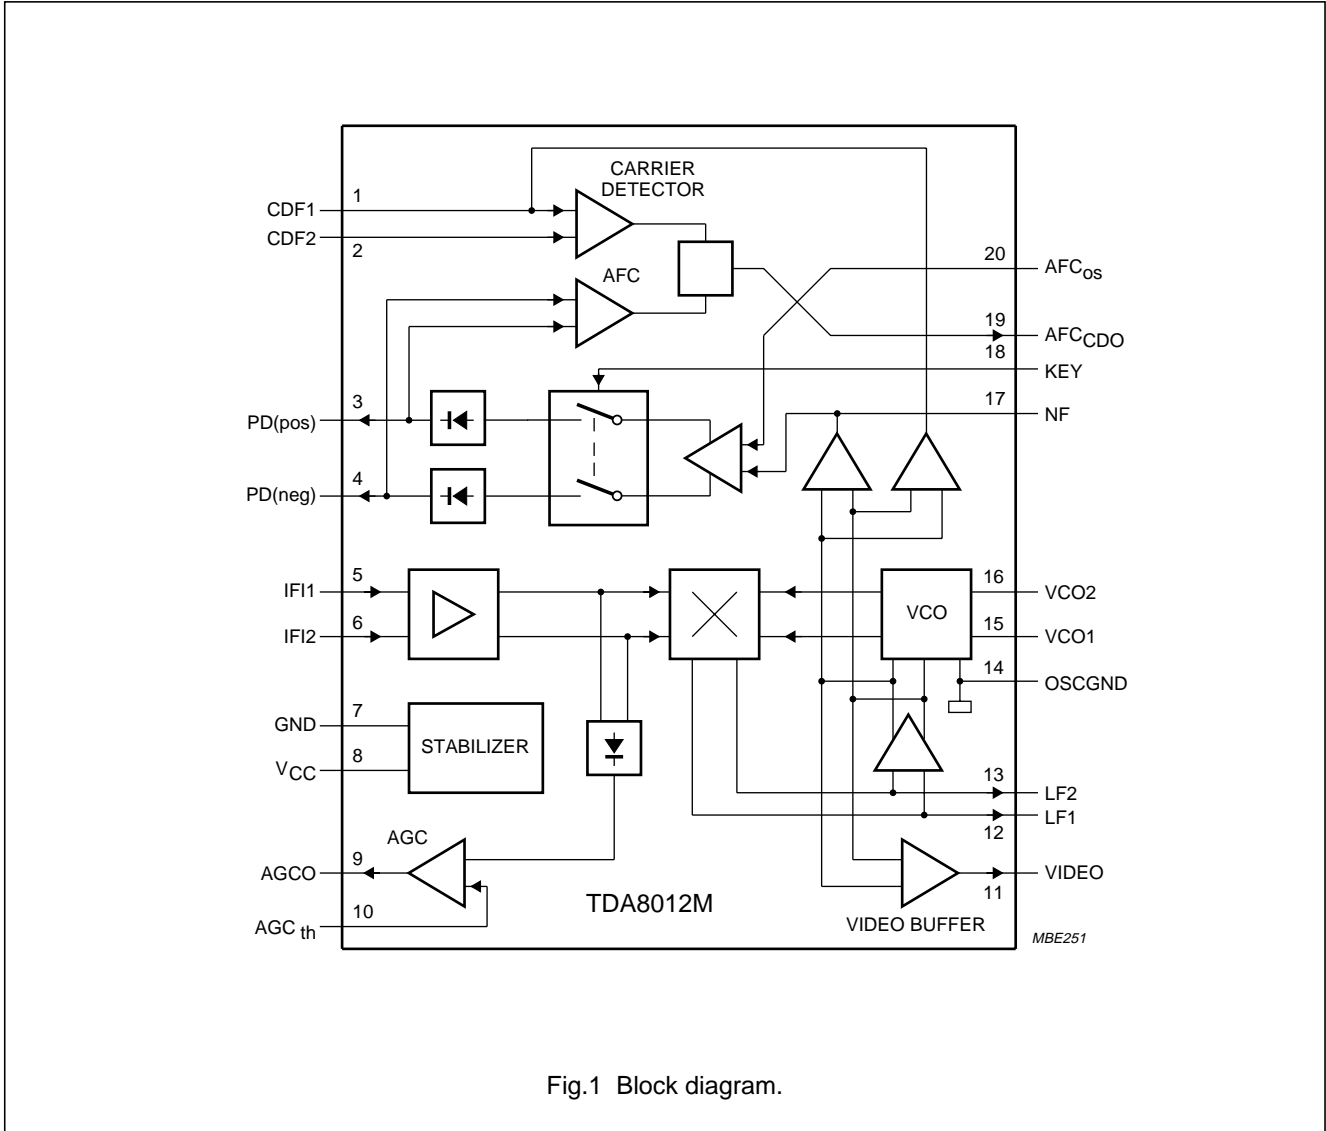 CARRIER
DETECTOR
1
CDF1
CDF2
2
AFC
20
AFCos
19
AFCCDO
18
KEY
17
NF
3
PD(pos)
4
PD(neg)
5
IFI1
6
IFI2
16
VCO2
VCO
15
VCO1
14
OSCGND
7
GND
STABILIZER
8
VCC
13
LF2
LF1
12
AGC
9
AGCO
VIDEO
11
10
AGC th
TDA8012M
VIDEO BUFFER
MBE251
Fig.1 Block diagram.